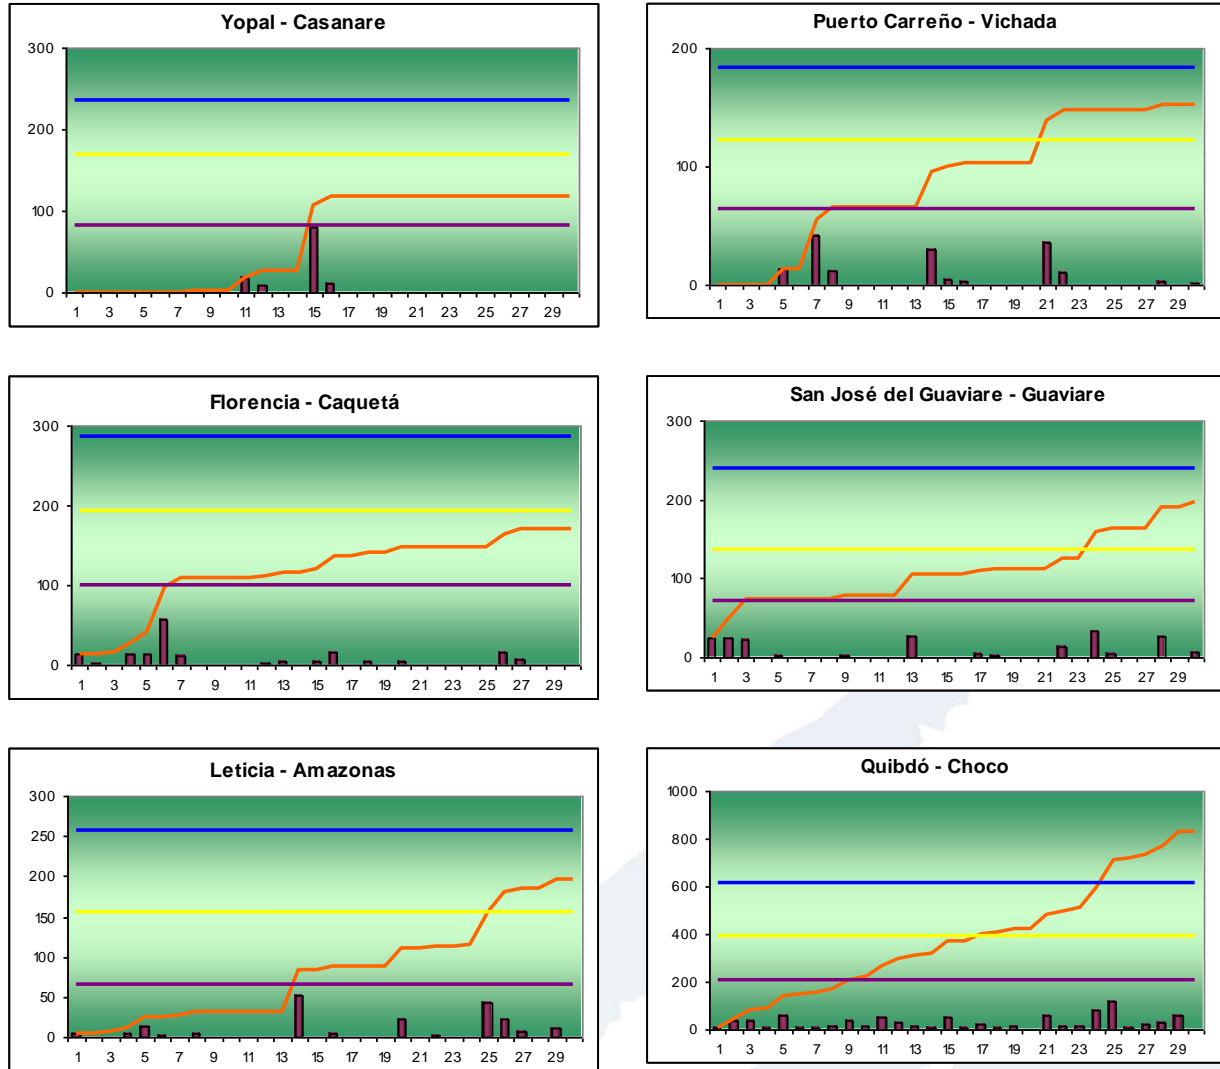 Yopal - Casanare
300
200
100
0
1 3 5 7 9 11 13 15 17 19 21 23 25 27 29
Puerto Carreño - Vichada
200
100
0
1 3 5 7 9 11 13 15 17 19 21 23 25 27 29
Florencia - Caquetá
300
200
100
0
1 3 5 7 9 11 13 15 17 19 21 23 25 27 29
San José del Guaviare - Guaviare
300
200
100
0
1 3 5 7 9 11 13 15 17 19 21 23 25 27 29
Leticia - Amazonas
300
250
200
150
100
50
0
1 3 5 7 9 11 13 15 17 19 21 23 25 27 29
Quibdó - Choco
1000
800
600
400
200
0
1 3 5 7 9 11 13 15 17 19 21 23 25 27 29